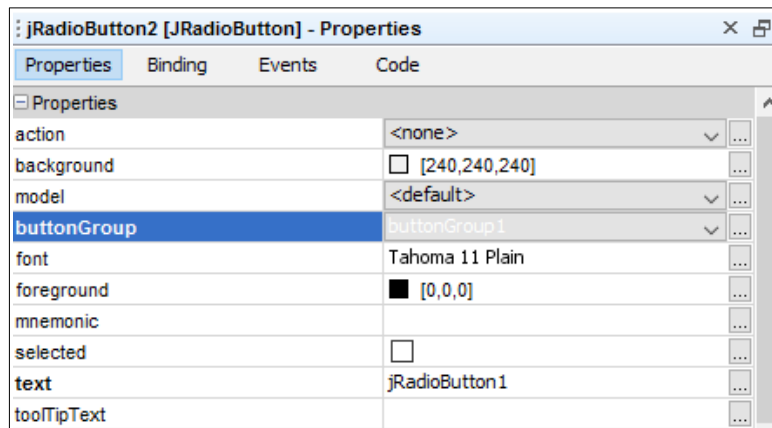 jRadioButton2 [JRadioButton] - Properties
Properties Binding Events Code
Properties
action <none> ...
background [240,240,240] ...
model <default> ...
buttonGroup buttonGroup1 ...
font Tahoma 11 Plain ...
foreground [0,0,0] ...
mnemonic ...
selected ...
text jRadioButton1 ...
toolTipText ...